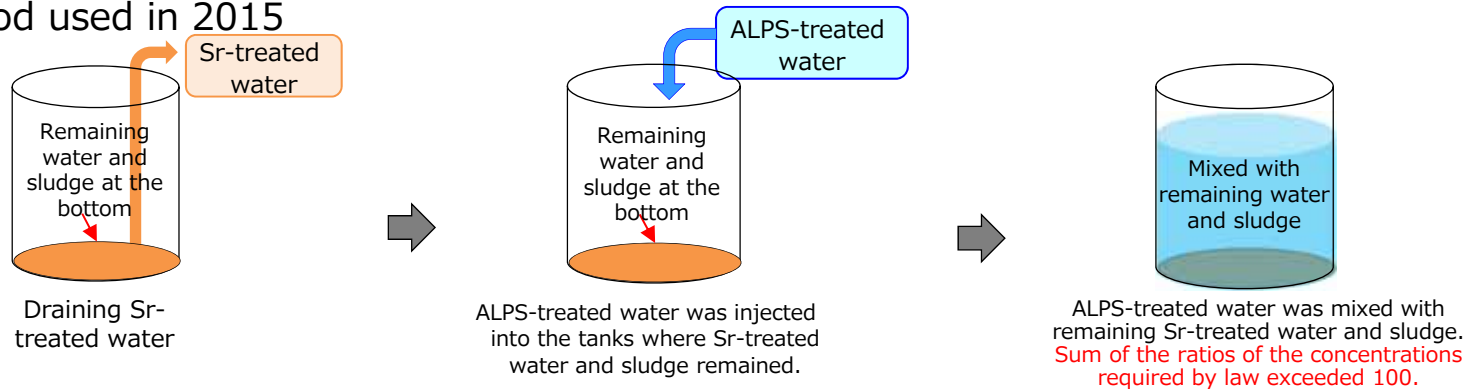 od used in 2015
Sr-treated
water
Remaining
water and
sludge at the
bottom
Draining Sr-
treated water
ALPS-treated
water
Remaining
water and
sludge at the
bottom
ALPS-treated water was injected
into the tanks where Sr-treated
water and sludge remained.
Mixed with
remaining water
and sludge
ALPS-treated water was mixed with
remaining Sr-treated water and sludge.
Sum of the ratios of the concentrations
required by law exceeded 100.